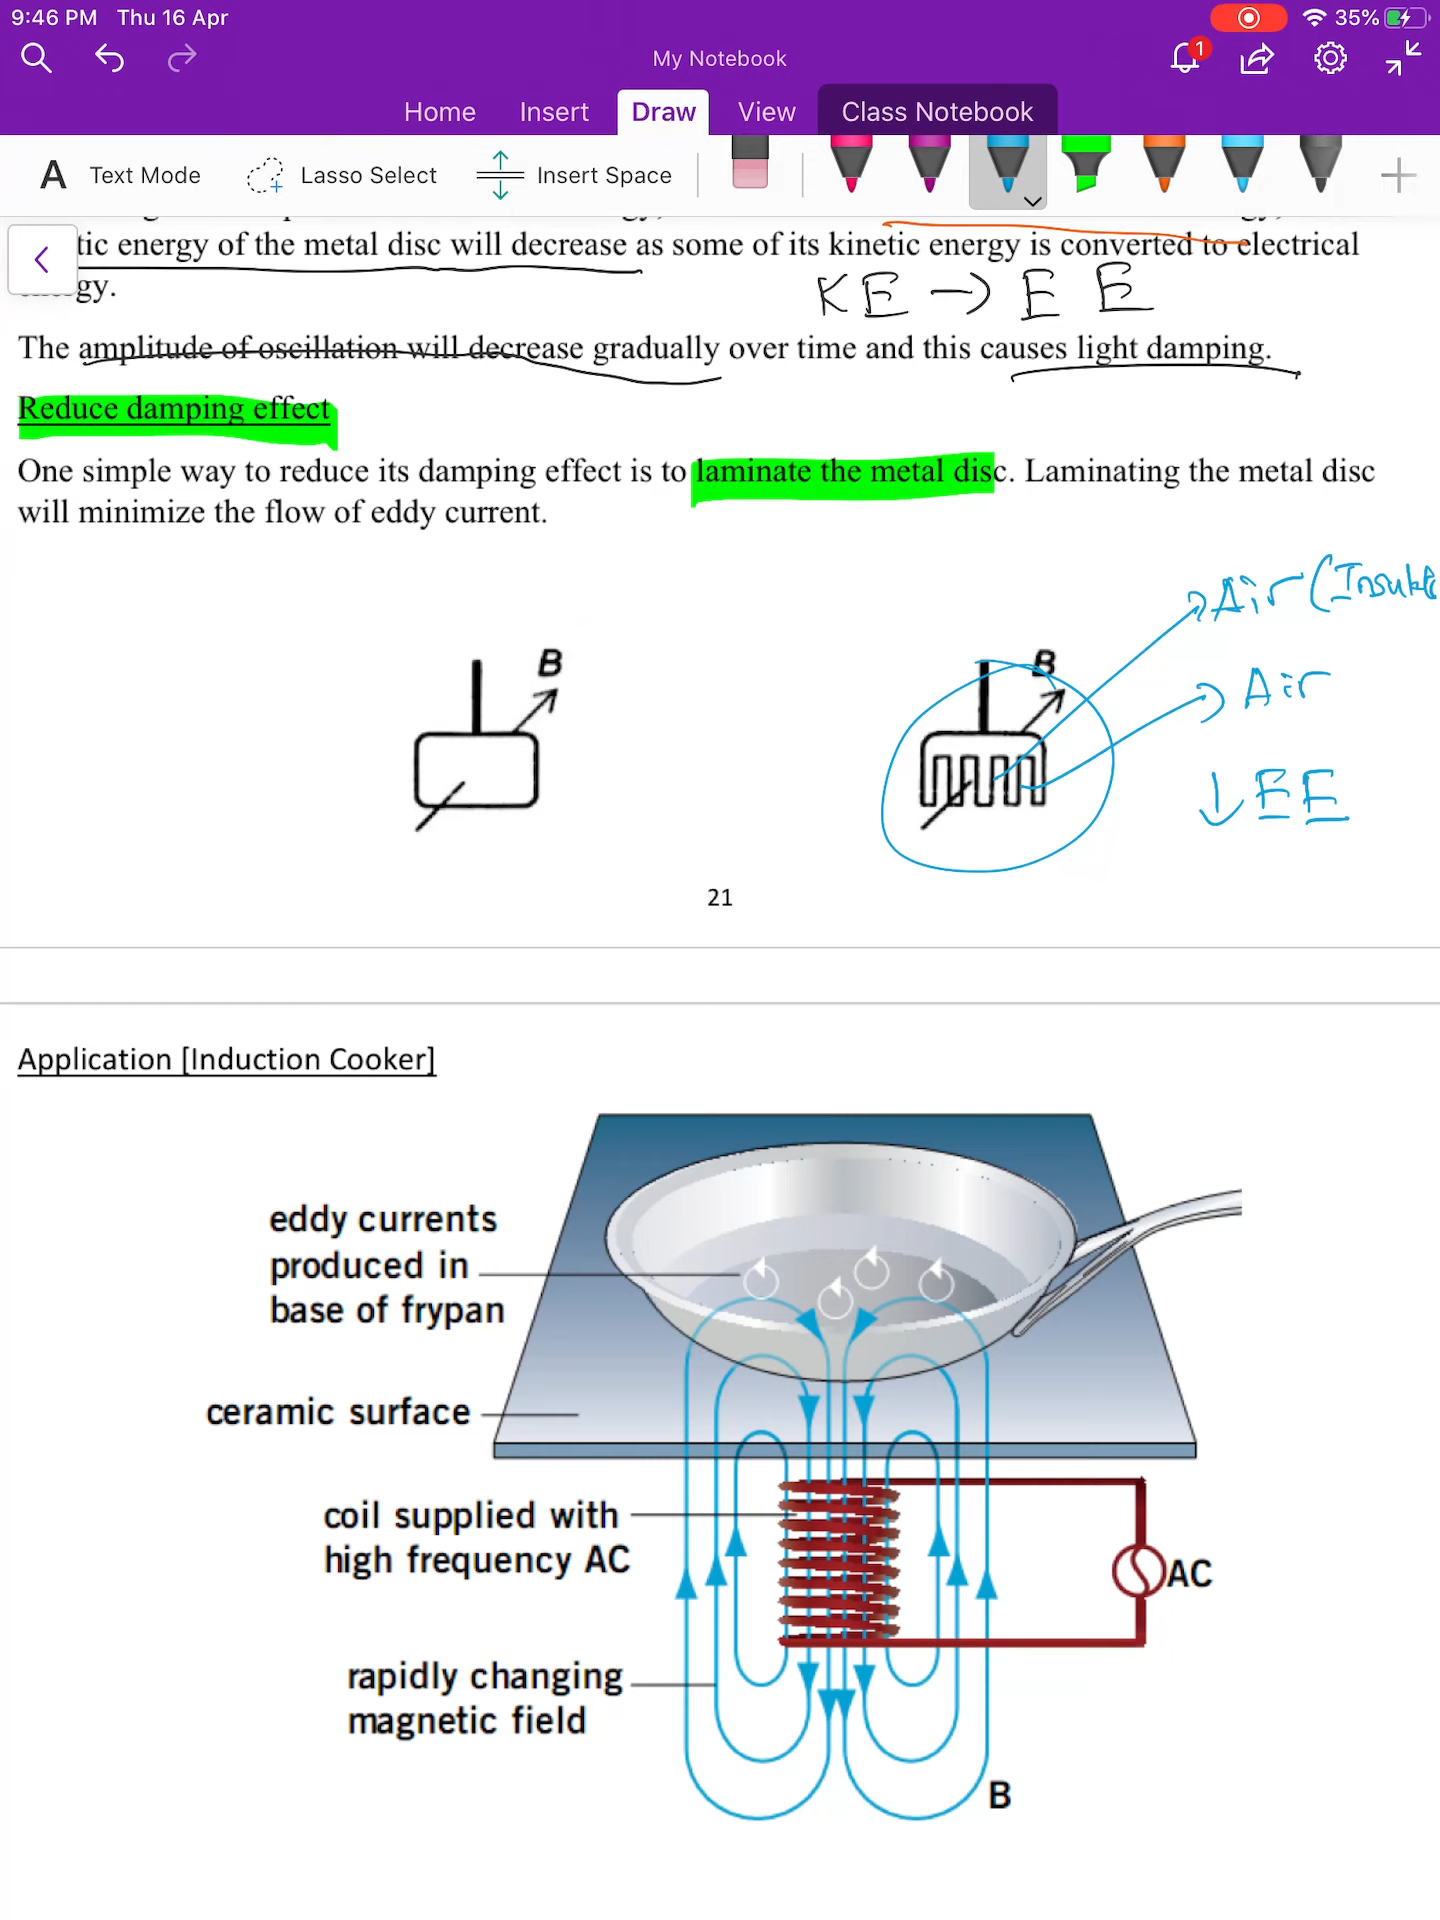 9:46 PM Thu 16 Apr
35%
My Notebook
1
Home Insert Draw View Class Notebook
A Text Mode Lasso Select Insert Space
tic energy of the metal disc will decrease as some of its kinetic energy is converted to electrical
gy.
KE → EE
The amplitude of oscillation will decrease gradually over time and this causes light damping.
Reduce damping effect
One simple way to reduce its damping effect is to laminate the metal disc. Laminating the metal disc
will minimize the flow of eddy current.
Air (
B
B
Air
↓ EE
21
Application [Induction Cooker]
eddy currents
produced in
base of frypan
ceramic surface
coil supplied with
high frequency AC
AC
rapidly changing
magnetic field
B